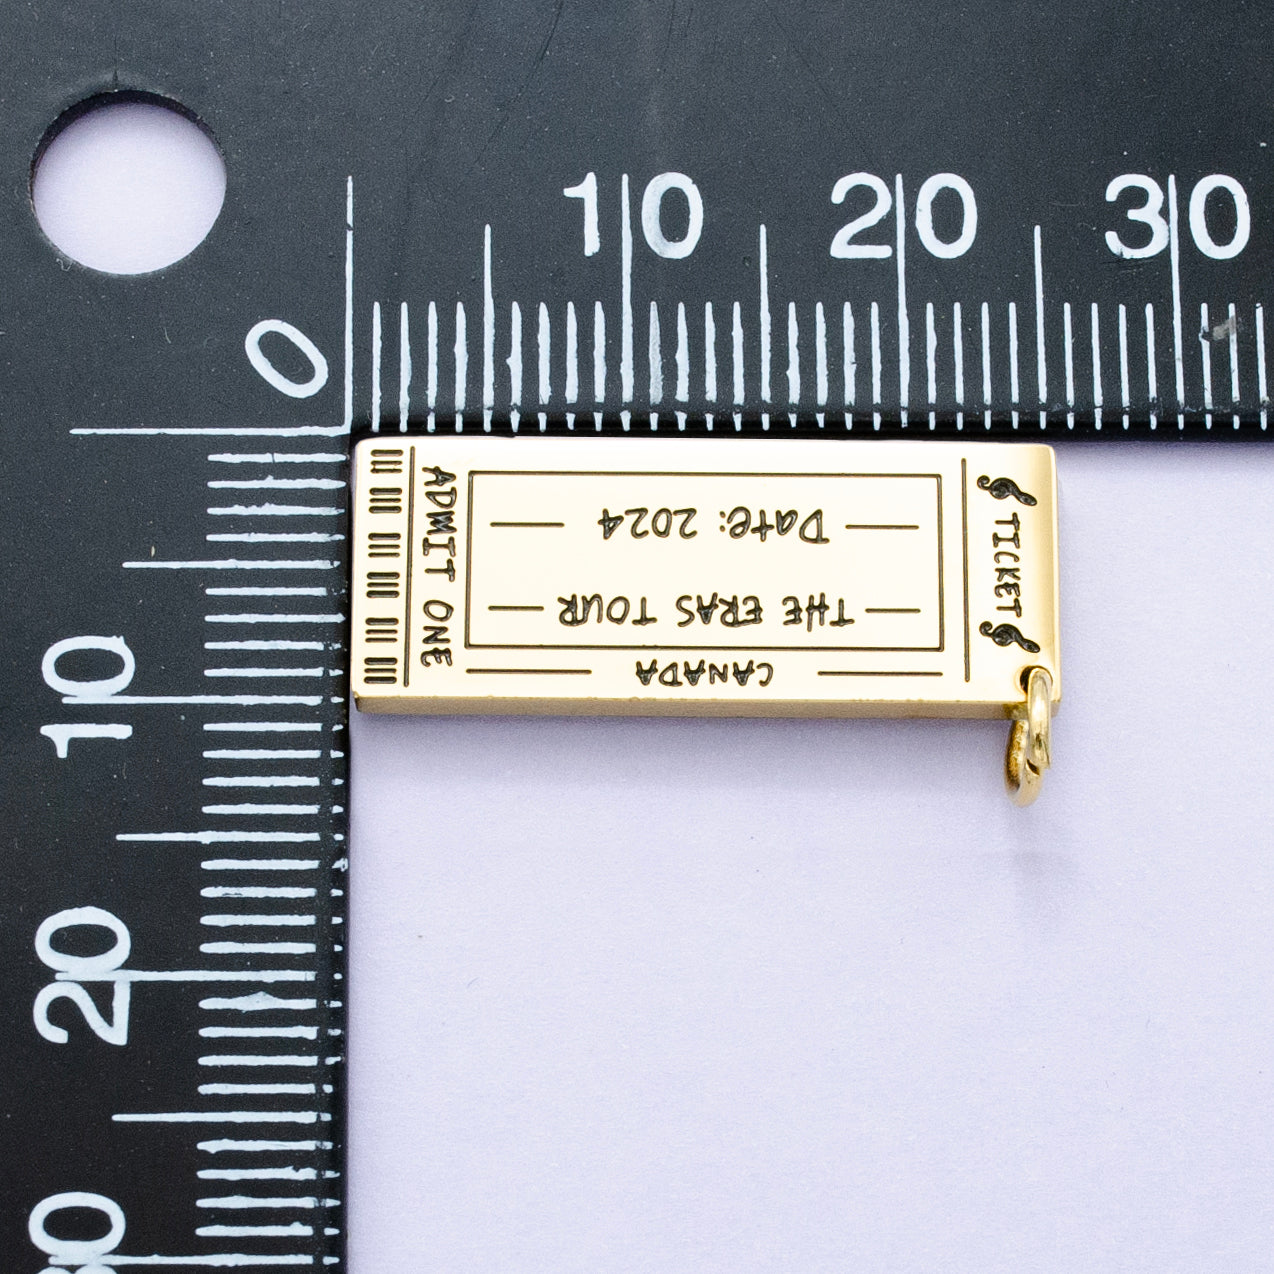 0
10
20
30
10
20
30
ADMIT ONE
CANADA
THE ERAS TOUR
Date: 2024
TICKET